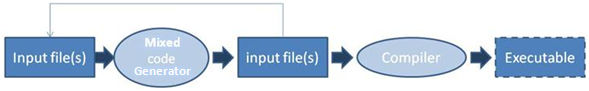 Input file(s)
Mixed
code
Generator
input file(s)
Compiler
Executable